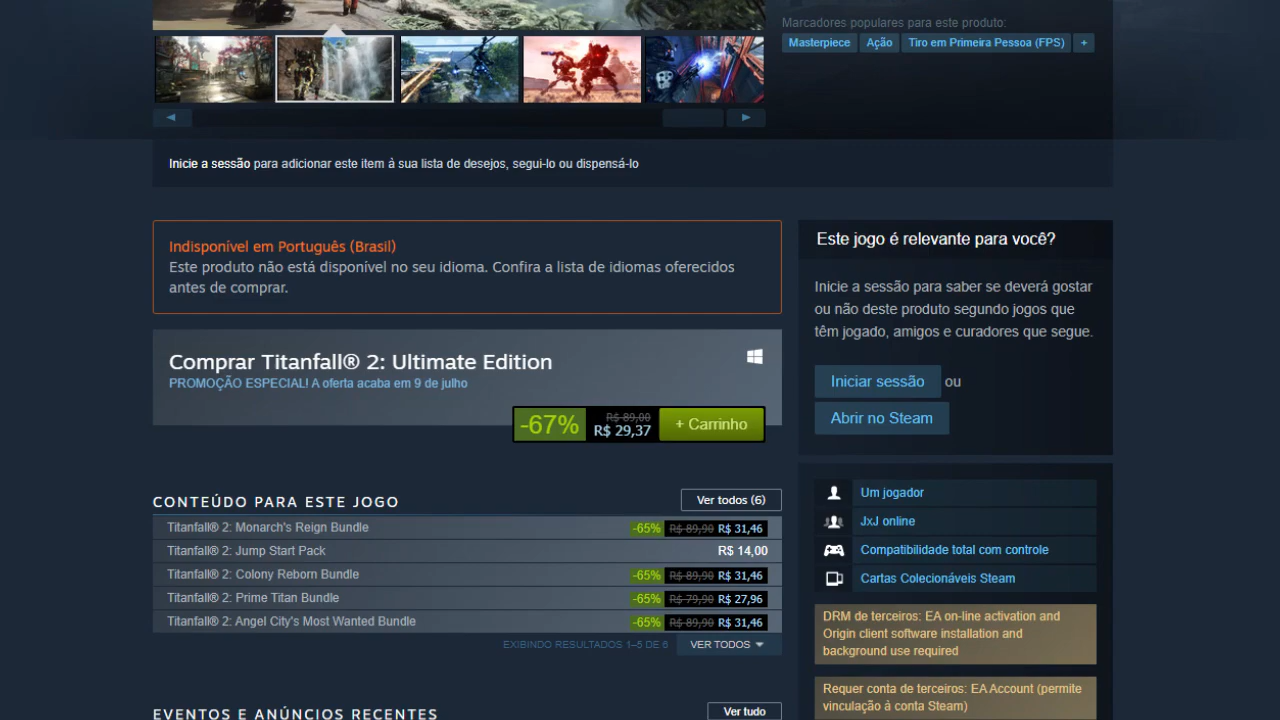 Marcadores populares para este produto:
Masterpiece Ação Tiro em Primeira Pessoa (FPS) +
Inicie a sessão para adicionar este item à sua lista de desejos, segui-lo ou dispensá-lo
Indisponível em Português (Brasil)
Este produto não está disponível no seu idioma. Confira a lista de idiomas oferecidos
antes de comprar.
Comprar Titanfall® 2: Ultimate Edition
PROMOÇÃO ESPECIAL! A oferta acaba em 9 de julho
-67% R$ 89,00 R$ 29,37 + Carrinho
CONTEÚDO PARA ESTE JOGO Ver todos (6)
Titanfall® 2: Monarch's Reign Bundle -65% R$ 89,90 R$ 31,46
Titanfall® 2: Jump Start Pack R$ 14,00
Titanfall® 2: Colony Reborn Bundle -65% R$ 89,90 R$ 31,46
Titanfall® 2: Prime Titan Bundle -65% R$ 79,90 R$ 27,96
Titanfall® 2: Angel City's Most Wanted Bundle -65% R$ 89,90 R$ 31,46
EXIBINDO RESULTADOS 1–5 DE 6 VER TODOS
EVENTOS E ANÚNCIOS RECENTES Ver tudo
Este jogo é relevante para você?
Inicie a sessão para saber se deverá gostar
ou não deste produto segundo jogos que
têm jogado, amigos e curadores que segue.
Iniciar sessão ou
Abrir no Steam
Um jogador
JxJ online
Compatibilidade total com controle
Cartas Colecionáveis Steam
DRM de terceiros: EA on-line activation and
Origin client software installation and
background use required
Requer conta de terceiros: EA Account (permite
vinculação à conta Steam)